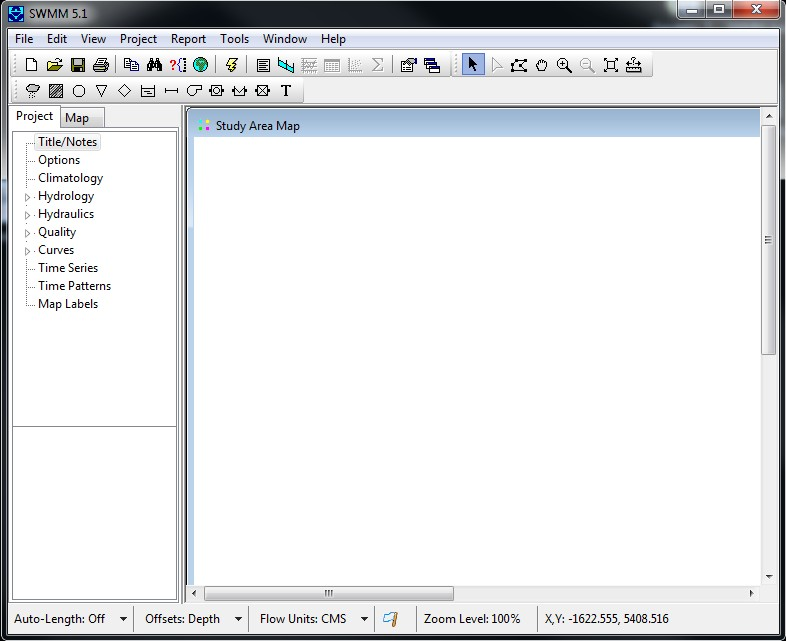 SWMM 5.1
File Edit View Project Report Tools Window Help
?{}
Σ
T
Project Map
Study Area Map
Title/Notes
Options
Climatology
Hydrology
Hydraulics
Quality
Curves
Time Series
Time Patterns
Map Labels
Auto-Length: Off Offsets: Depth Flow Units: CMS Zoom Level: 100% X,Y: -1622.555, 5408.516